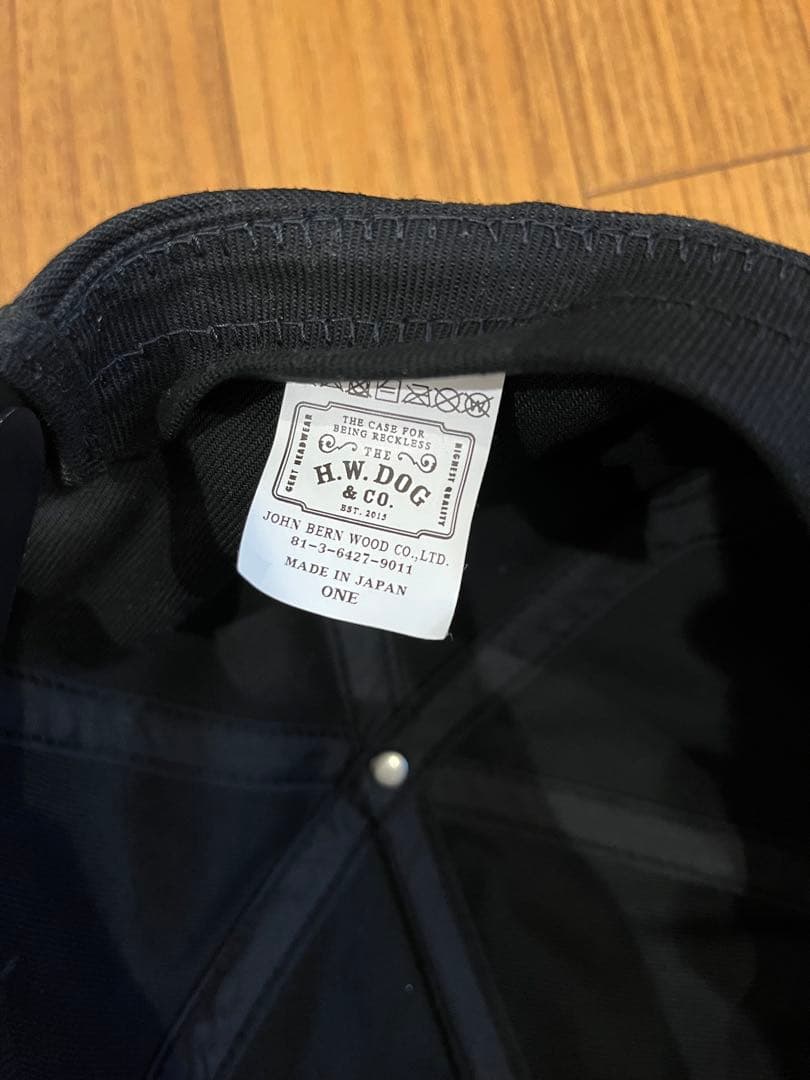 THE CASE FOR
BEING RECKLESS
GENT HEADWEAR
THE
H.W. DOG
& CO.
EST. 2015
HIGHEST QUALITY
JOHN BERN WOOD CO., LTD.
81-3-6427-9011
MADE IN JAPAN
ONE